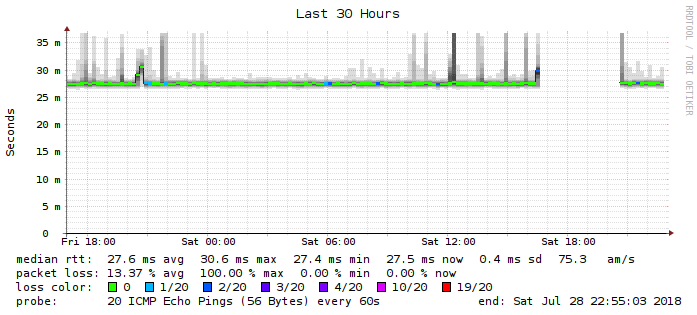 Last 30 Hours
RRDTOOL / TOBI OETIKER
Seconds
35 m
30 m
25 m
20 m
15 m
10 m
5 m
0
Fri 18:00 Sat 00:00 Sat 06:00 Sat 12:00 Sat 18:00
median rtt: 27.6 ms avg 30.6 ms max 27.4 ms min 27.5 ms now 0.4 ms sd 75.3 am/s
packet loss: 13.37 % avg 100.00 % max 0.00 % min 0.00 % now
loss color: 0 1/20 2/20 3/20 4/20 10/20 19/20
probe: 20 ICMP Echo Pings (56 Bytes) every 60s end: Sat Jul 28 22:55:03 2018